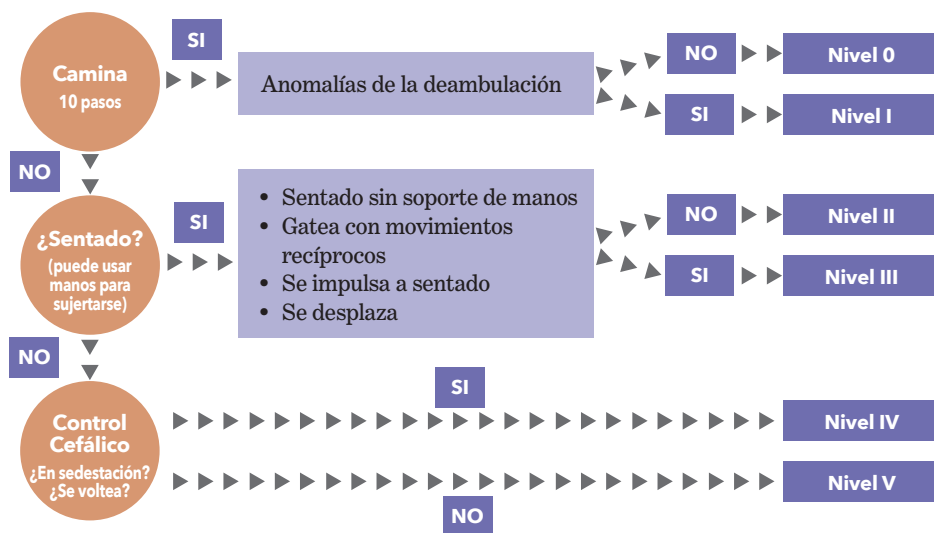 SI
Camina
10 pasos
Anomalías de la deambulación
NO
Nivel 0
SI
Nivel I
NO
¿Sentado?
(puede usar
manos para
sujertarse)
SI
• Sentado sin soporte de manos
• Gatea con movimientos
recíprocos
• Se impulsa a sentado
• Se desplaza
NO
Nivel II
SI
Nivel III
NO
Control
Cefálico
¿En sedestación?
¿Se voltea?
SI
Nivel IV
Nivel V
NO